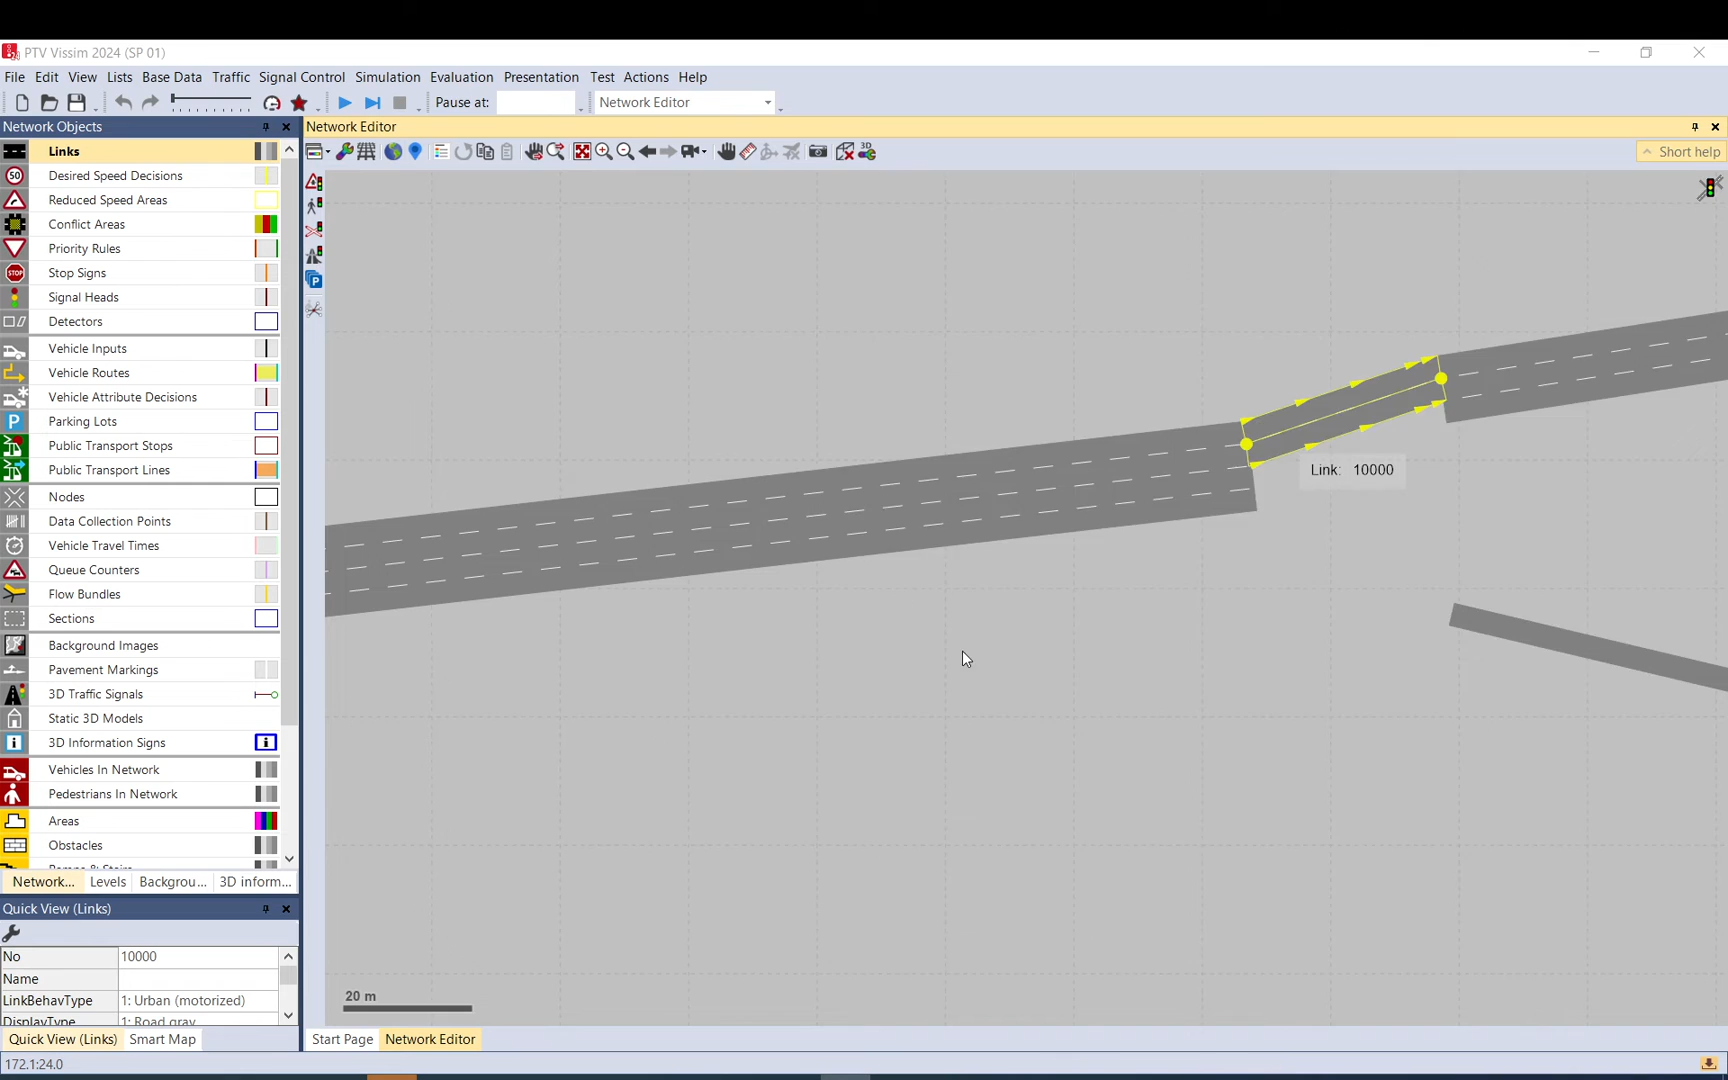 PTV Vissim 2024 (SP 01)
File Edit View Lists Base Data Traffic Signal Control Simulation Evaluation Presentation Test Actions Help
Pause at: Network Editor
Network Objects
Network Editor
Short help
Links
50 Desired Speed Decisions
Reduced Speed Areas
Conflict Areas
Priority Rules
STOP Stop Signs
Signal Heads
Detectors
Vehicle Inputs
Vehicle Routes
Vehicle Attribute Decisions
P Parking Lots
Public Transport Stops
Public Transport Lines
Nodes
Data Collection Points
Vehicle Travel Times
Queue Counters
Flow Bundles
Sections
Background Images
Pavement Markings
3D Traffic Signals
Static 3D Models
3D Information Signs
Vehicles In Network
Pedestrians In Network
Areas
Obstacles
Network... Levels Backgrou... 3D inform...
Link: 10000
Quick View (Links)
No 10000
Name
LinkBehavType 1: Urban (motorized)
DisplayType 1: Road gray
20 m
Quick View (Links) Smart Map
Start Page Network Editor
172.1:24.0